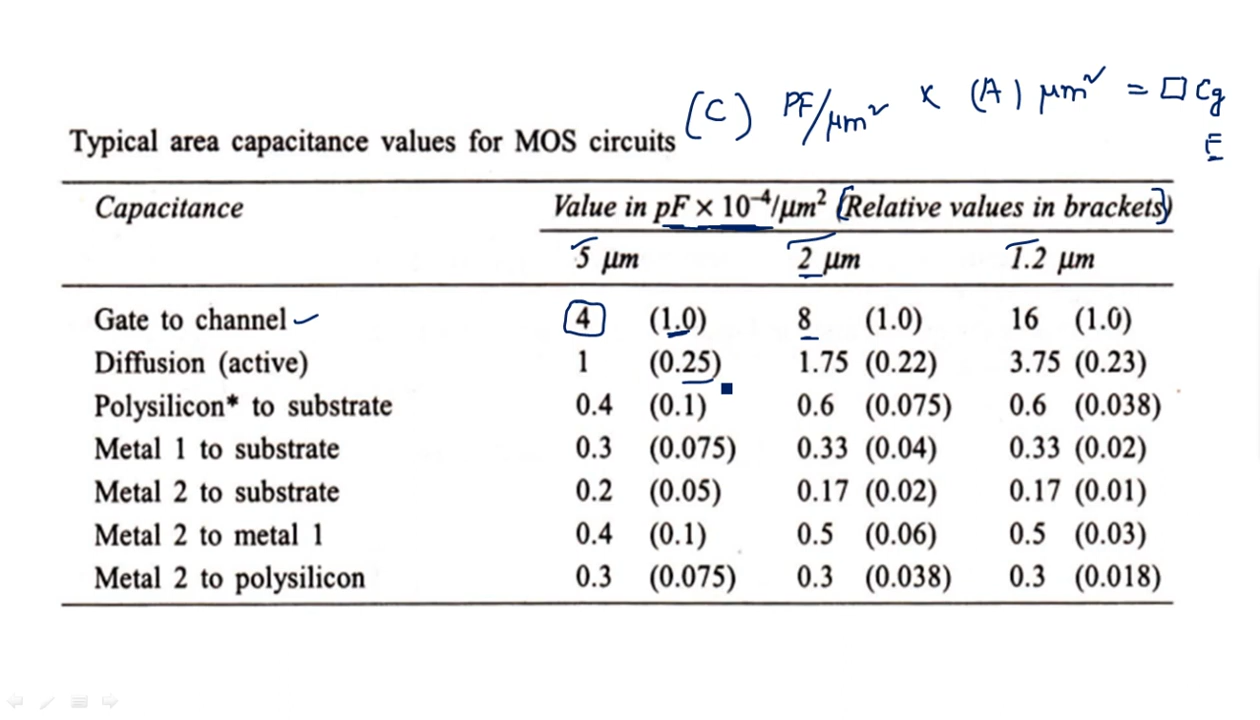 (C) PF/μm² × (A) μm² = □ Cg
F
Typical area capacitance values for MOS circuits
Capacitance Value in pF × 10⁻⁴/μm² (Relative values in brackets)
5 μm 2 μm 1.2 μm
Gate to channel 4 (1.0) 8 (1.0) 16 (1.0)
Diffusion (active) 1 (0.25) 1.75 (0.22) 3.75 (0.23)
Polysilicon* to substrate 0.4 (0.1) 0.6 (0.075) 0.6 (0.038)
Metal 1 to substrate 0.3 (0.075) 0.33 (0.04) 0.33 (0.02)
Metal 2 to substrate 0.2 (0.05) 0.17 (0.02) 0.17 (0.01)
Metal 2 to metal 1 0.4 (0.1) 0.5 (0.06) 0.5 (0.03)
Metal 2 to polysilicon 0.3 (0.075) 0.3 (0.038) 0.3 (0.018)